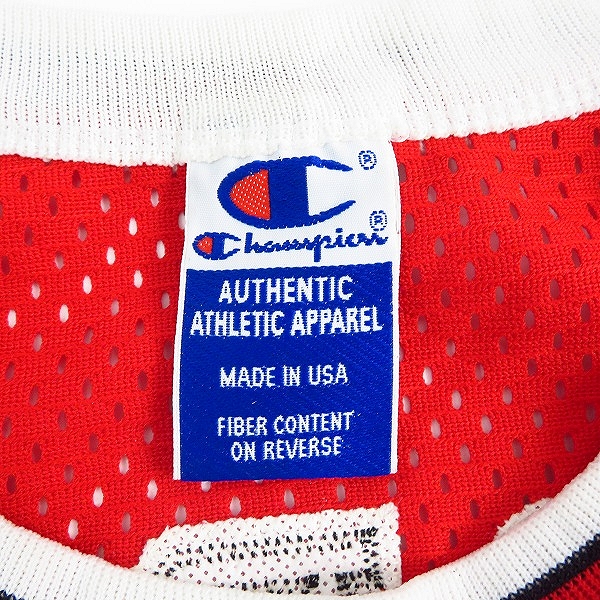 ®
Champion®
AUTHENTIC
ATHLETIC APPAREL
MADE IN USA
FIBER CONTENT
ON REVERSE